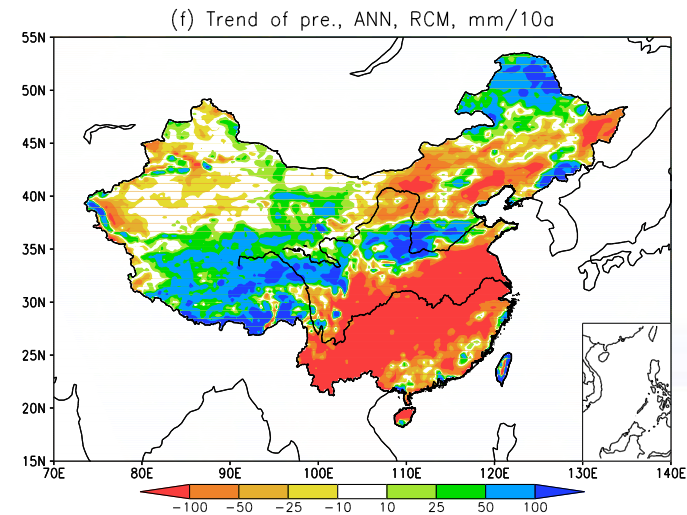 (f) Trend of pre., ANN, RCM, mm/10a
55N
50N
45N
40N
35N
30N
25N
20N
15N
70E 80E 90E 100E 110E 120E 130E 140E
−100 −50 −25 −10 10 25 50 100